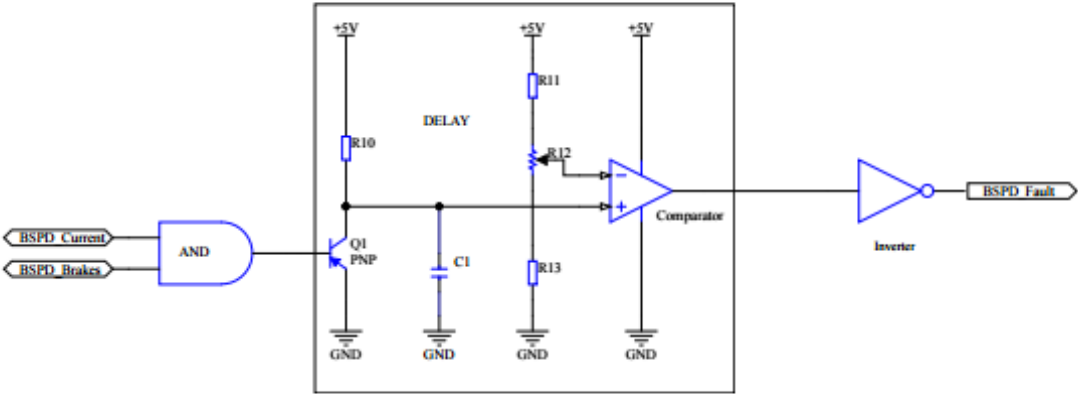 +5V
+5V
+5V
R11
DELAY
R10
R12
−
+
Comparator
BSPD_Fault
BSPD_Current
AND
BSPD_Brakes
Q1
PNP
C1
R13
Inverter
GND
GND
GND
GND